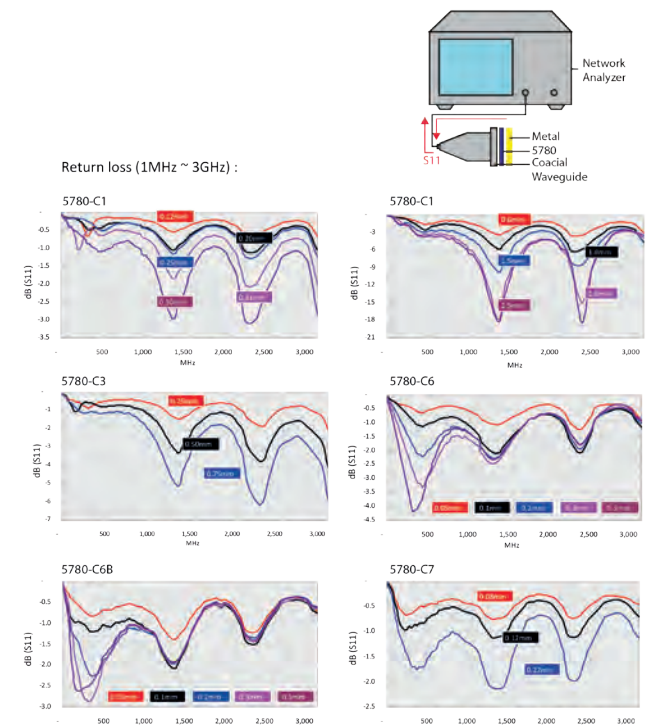 Network
Analyzer
Metal
5780
Coacial
Waveguide
S11
Return loss (1MHz ~ 3GHz) :
5780-C1
0.12mm
0.20mm
0.25mm
dB (S11)
-
-0.5
-1.0
-1.5
-2.0
-2.5
-3.0
3.5
-
500
1,000
1,500
2,000
2,500
3,000
MHz
5780-C1
1.5mm
dB (S11)
-
-3
-6
-9
-12
-15
-18
21
-
500
1,000
1,500
2,000
2,500
3,000
MHz
5780-C3
0.25mm
0.50mm
0.75mm
dB (S11)
-1
-2
-3
-4
-5
-6
-7
-
500
1,000
1,500
2,000
2,500
3,000
MHz
5780-C6
dB (S11)
-
-0.5
-1.0
-1.5
-2.0
-2.5
-3.0
-3.5
-4.0
-4.5
0.05mm
0.1mm
0.2mm
-
500
1,000
1,500
2,000
2,500
3,000
MHz
5780-C6B
dB (S11)
-
-0.5
-1.0
-1.5
-2.0
-2.5
-3.0
0.05mm
0.1mm
0.2mm
0.3mm
-
500
1,000
1,500
2,000
2,500
3,000
5780-C7
dB (S11)
-
-0.5
-1.0
-1.5
-2.0
-2.5
0.12mm
0.22mm
-
500
1,000
1,500
2,000
2,500
3,000